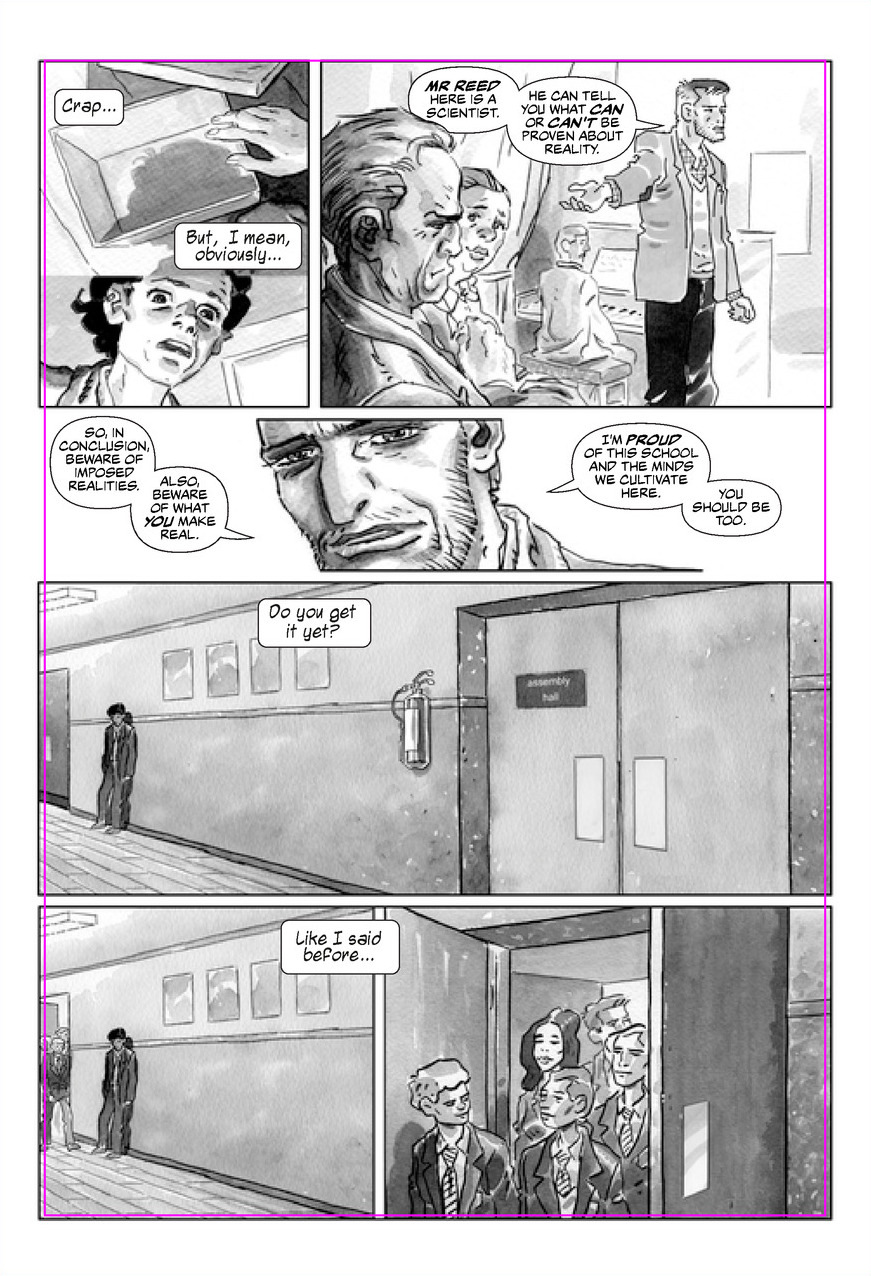 Crap...
But, I mean,
obviously...
MR REED
HERE IS A
SCIENTIST.
HE CAN TELL
YOU WHAT CAN
OR CAN'T BE
PROVEN ABOUT
REALITY.
SO, IN
CONCLUSION,
BEWARE OF
IMPOSED
REALITIES.
ALSO,
BEWARE
OF WHAT
YOU MAKE
REAL.
I'M PROUD
OF THIS SCHOOL
AND THE MINDS
WE CULTIVATE
HERE.
YOU
SHOULD BE
TOO.
Do you get
it yet?
assembly
hall
Like I said
before...